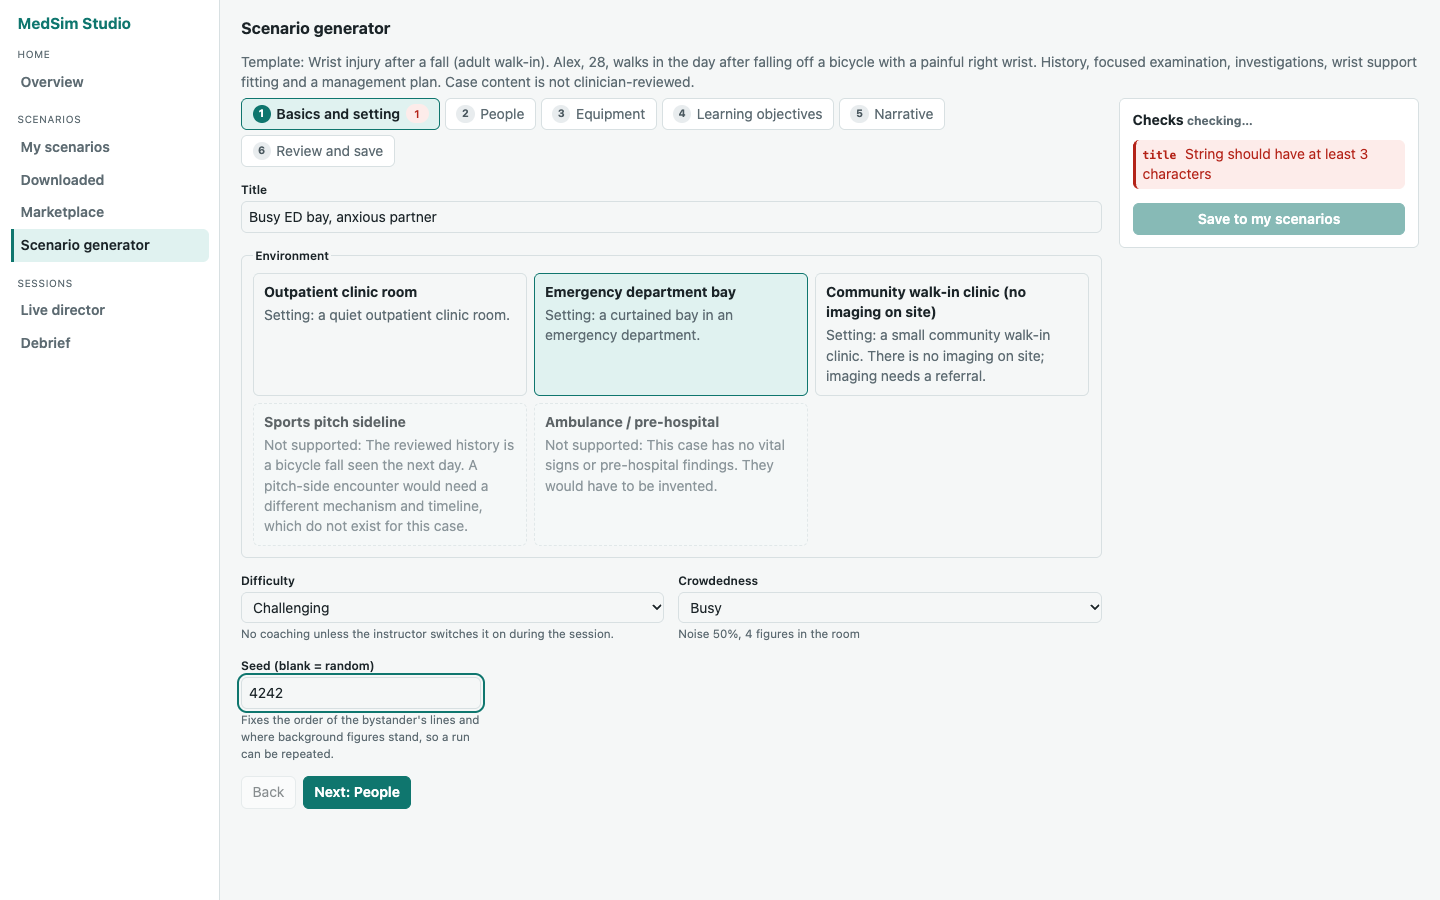 MedSim Studio
HOME
Overview
SCENARIOS
My scenarios
Downloaded
Marketplace
Scenario generator
SESSIONS
Live director
Debrief
Scenario generator
Template: Wrist injury after a fall (adult walk-in). Alex, 28, walks in the day after falling off a bicycle with a painful right wrist. History, focused examination, investigations, wrist support
fitting and a management plan. Case content is not clinician-reviewed.
1 Basics and setting 1
2 People
3 Equipment
4 Learning objectives
5 Narrative
6 Review and save
Title
Busy ED bay, anxious partner
Environment
Outpatient clinic room
Setting: a quiet outpatient clinic room.
Emergency department bay
Setting: a curtained bay in an
emergency department.
Community walk-in clinic (no
imaging on site)
Setting: a small community walk-in
clinic. There is no imaging on site;
imaging needs a referral.
Sports pitch sideline
Not supported: The reviewed history is
a bicycle fall seen the next day. A
pitch-side encounter would need a
different mechanism and timeline,
which do not exist for this case.
Ambulance / pre-hospital
Not supported: This case has no vital
signs or pre-hospital findings. They
would have to be invented.
Difficulty
Challenging
No coaching unless the instructor switches it on during the session.
Crowdedness
Busy
Noise 50%, 4 figures in the room
Seed (blank = random)
4242
Fixes the order of the bystander's lines and
where background figures stand, so a run
can be repeated.
Back
Next: People
Checks checking...
title String should have at least 3
characters
Save to my scenarios